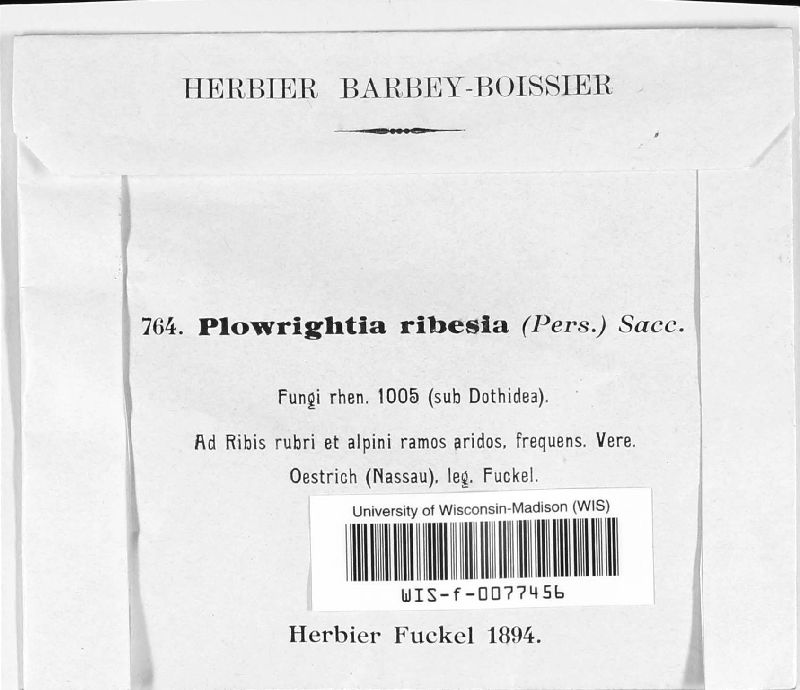 HERBIER BARBEY-BOISSIER
764. Plowrightia ribesia (Pers.) Sacc.
Fungi rhen. 1005 (sub Dothidea).
Ad Ribis rubri et alpini ramos aridos, frequens. Vere.
Oestrich (Nassau), leg. Fuckel.
University of Wisconsin-Madison (WIS)
WIS-f-0077456
Herbier Fuckel 1894.